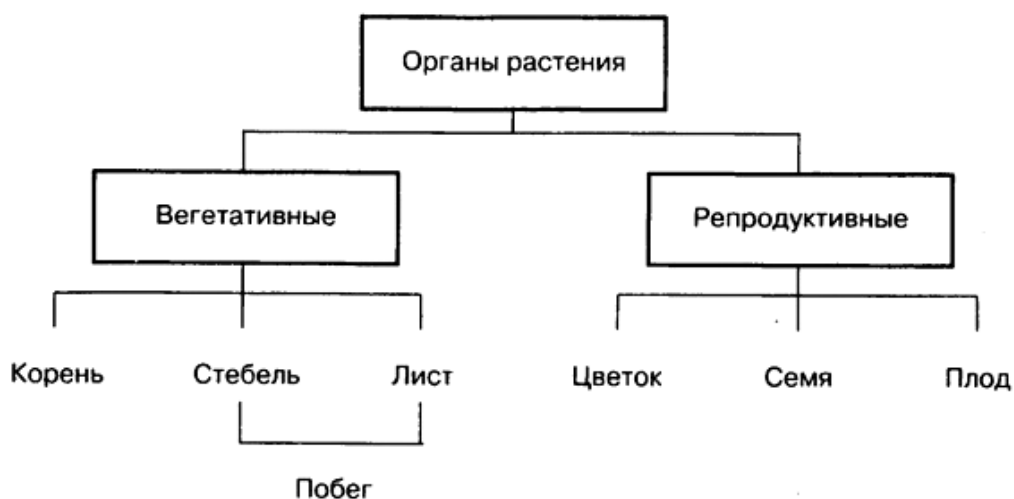 Органы растения
Вегетативные
Репродуктивные
Корень
Стебель
Лист
Цветок
Семя
Плод
Побег